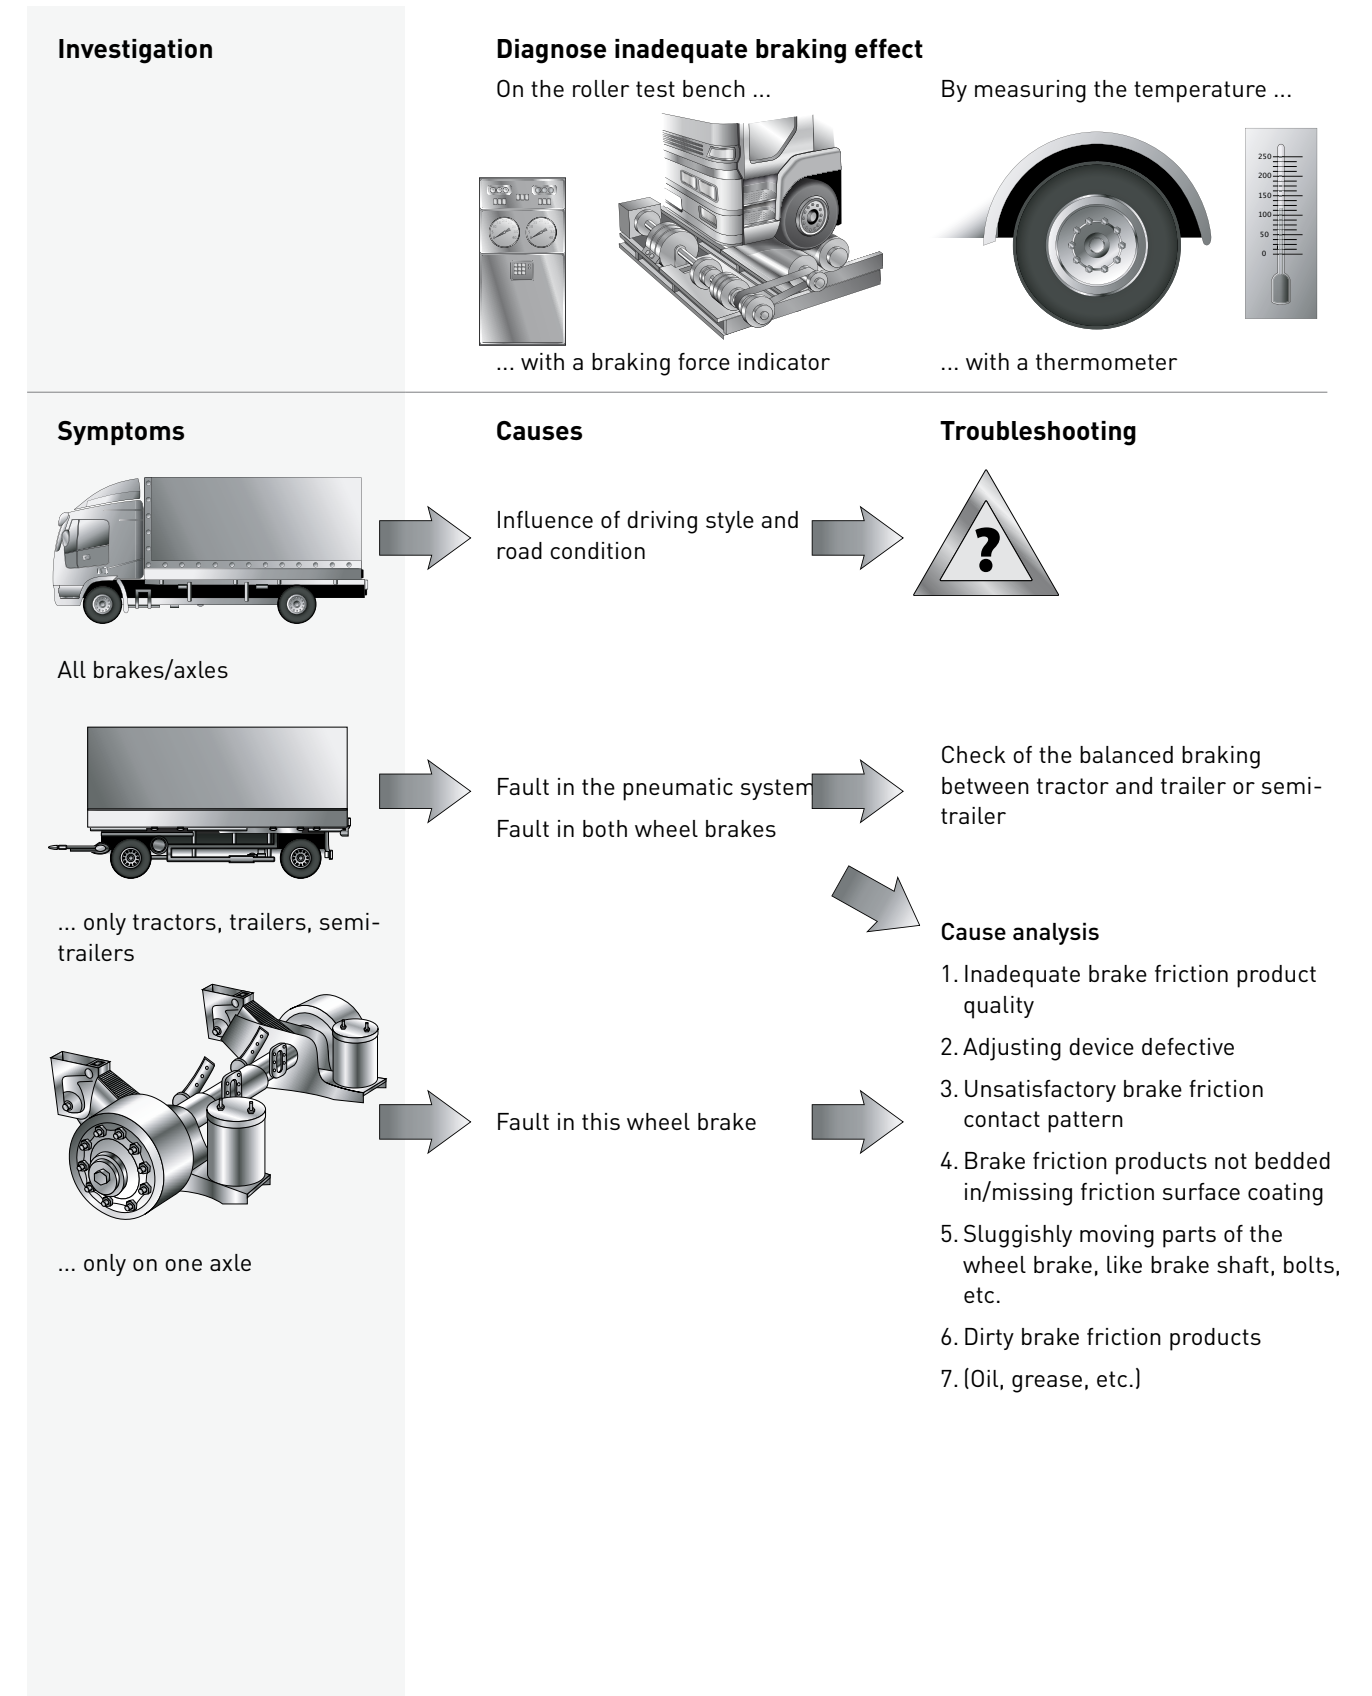 Investigation
Diagnose inadequate braking effect
On the roller test bench ...
By measuring the temperature ...
250
200
150
100
50
0
... with a braking force indicator
... with a thermometer
Symptoms
Causes
Troubleshooting
Influence of driving style and
road condition
?
All brakes/axles
Fault in the pneumatic system
Fault in both wheel brakes
Check of the balanced braking
between tractor and trailer or semi-
trailer
... only tractors, trailers, semi-
trailers
Cause analysis
1. Inadequate brake friction product
quality
2. Adjusting device defective
3. Unsatisfactory brake friction
contact pattern
Fault in this wheel brake
4. Brake friction products not bedded
in/missing friction surface coating
5. Sluggishly moving parts of the
wheel brake, like brake shaft, bolts,
etc.
... only on one axle
6. Dirty brake friction products
7. (Oil, grease, etc.)